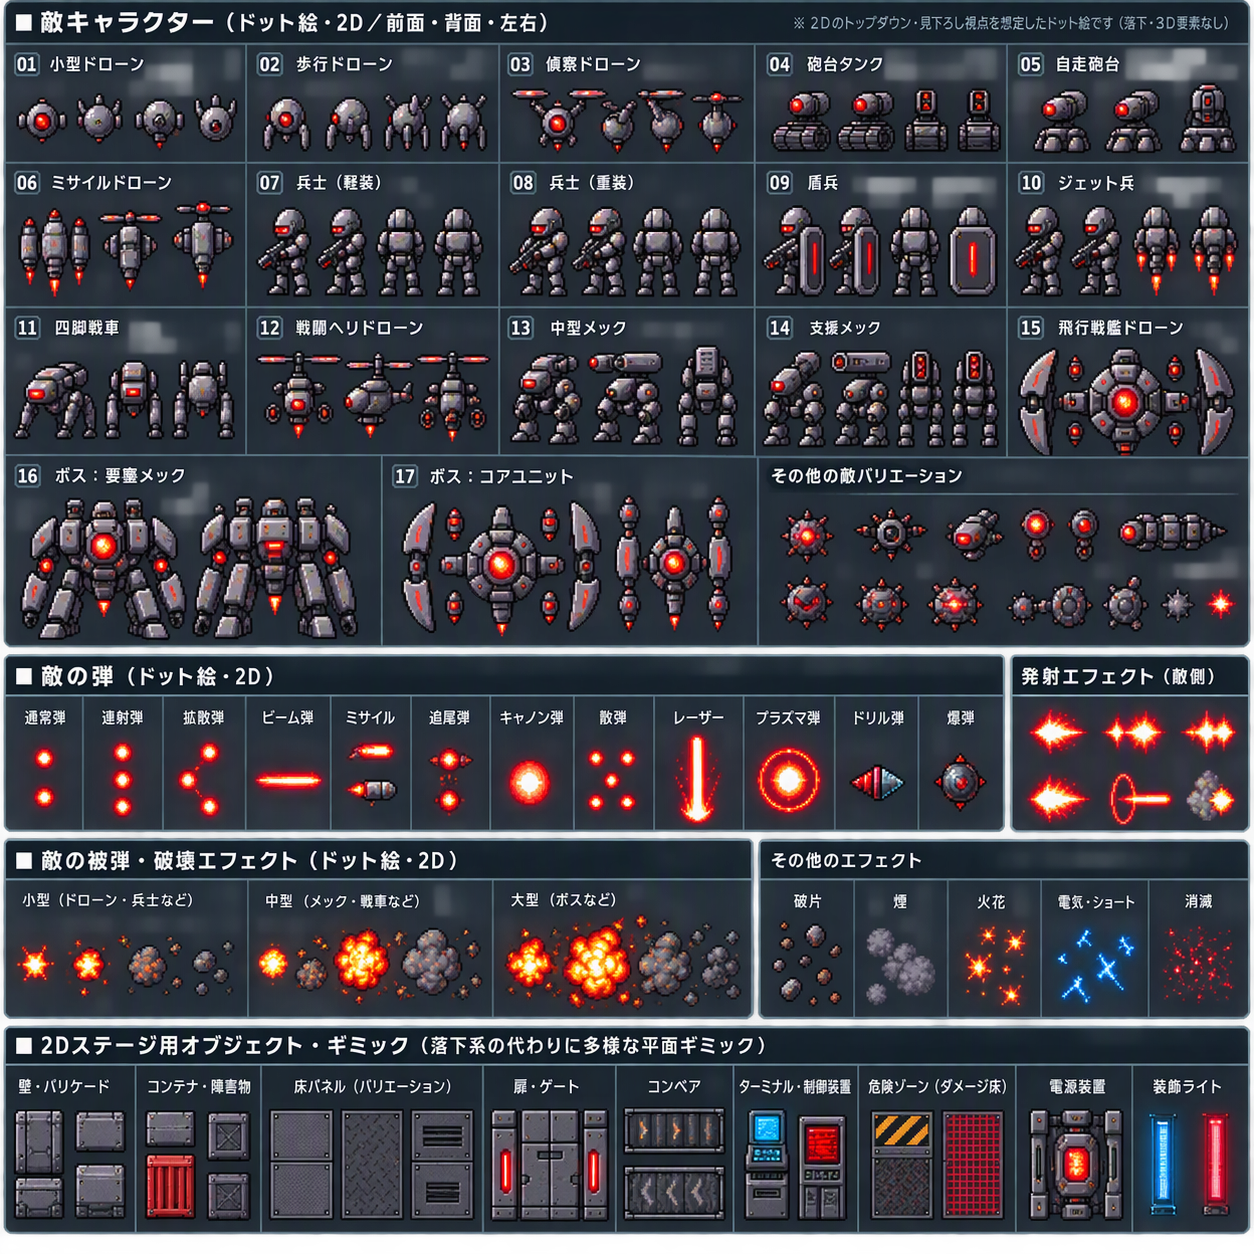 ■ 敵キャラクター（ドット絵・2D／前面・背面・左右）
※ 2Dのトップダウン・見下ろし視点を想定したドット絵です（落下・3D要素なし）
01 小型ドローン
02 歩行ドローン
03 偵察ドローン
04 砲台タンク
05 自走砲台
06 ミサイルドローン
07 兵士（軽装）
08 兵士（重装）
09 盾兵
10 ジェット兵
11 四脚戦車
12 戦闘ヘリドローン
13 中型メック
14 支援メック
15 飛行戦艦ドローン
16 ボス：要塞メック
17 ボス：コアユニット
その他の敵バリエーション
■ 敵の弾（ドット絵・2D）
通常弾
連射弾
拡散弾
ビーム弾
ミサイル
追尾弾
キャノン弾
散弾
レーザー
プラズマ弾
ドリル弾
爆弾
発射エフェクト（敵側）
■ 敵の被弾・破壊エフェクト（ドット絵・2D）
小型（ドローン・兵士など）
中型（メック・戦車など）
大型（ボスなど）
その他のエフェクト
破片
煙
火花
電気・ショート
消滅
■ 2Dステージ用オブジェクト・ギミック（落下系の代わりに多様な平面ギミック）
壁・バリケード
コンテナ・障害物
床パネル（バリエーション）
扉・ゲート
コンベア
ターミナル・制御装置
危険ゾーン（ダメージ床）
電源装置
装飾ライト